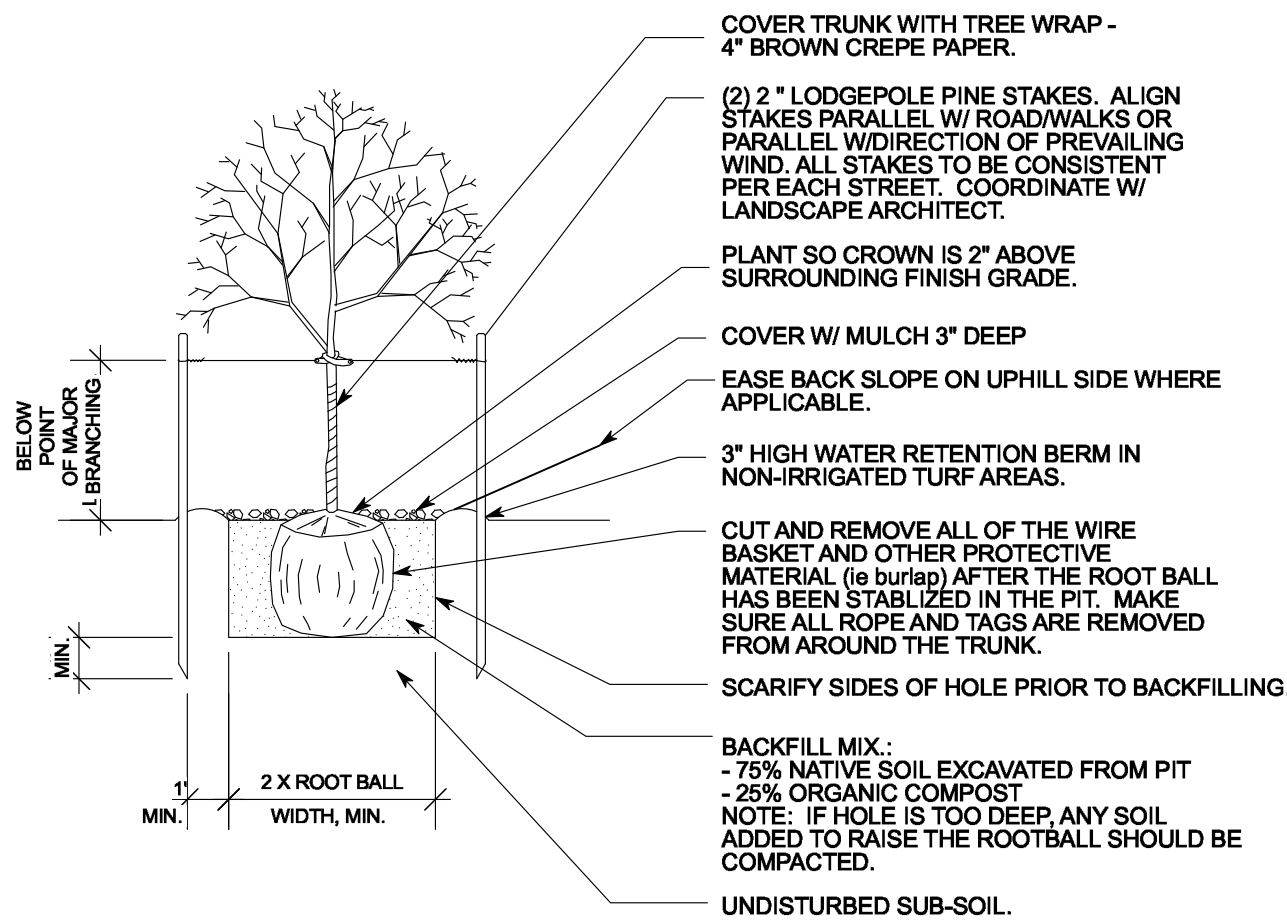 COVER TRUNK WITH TREE WRAP -
4" BROWN CREPE PAPER.
(2) 2 " LODGEPOLE PINE STAKES. ALIGN
STAKES PARALLEL W/ ROAD/WALKS OR
PARALLEL W/DIRECTION OF PREVAILING
WIND. ALL STAKES TO BE CONSISTENT
PER EACH STREET. COORDINATE W/
LANDSCAPE ARCHITECT.
PLANT SO CROWN IS 2" ABOVE
SURROUNDING FINISH GRADE.
COVER W/ MULCH 3" DEEP
EASE BACK SLOPE ON UPHILL SIDE WHERE
APPLICABLE.
3" HIGH WATER RETENTION BERM IN
NON-IRRIGATED TURF AREAS.
CUT AND REMOVE ALL OF THE WIRE
BASKET AND OTHER PROTECTIVE
MATERIAL (ie burlap) AFTER THE ROOT BALL
HAS BEEN STABLIZED IN THE PIT. MAKE
SURE ALL ROPE AND TAGS ARE REMOVED
FROM AROUND THE TRUNK.
SCARIFY SIDES OF HOLE PRIOR TO BACKFILLING.
BACKFILL MIX.:
- 75% NATIVE SOIL EXCAVATED FROM PIT
- 25% ORGANIC COMPOST
NOTE: IF HOLE IS TOO DEEP, ANY SOIL
ADDED TO RAISE THE ROOTBALL SHOULD BE
COMPACTED.
UNDISTURBED SUB-SOIL.
BELOW
POINT
OF MAJOR
BRANCHING
MIN.
1'
MIN.
2 X ROOT BALL
WIDTH, MIN.